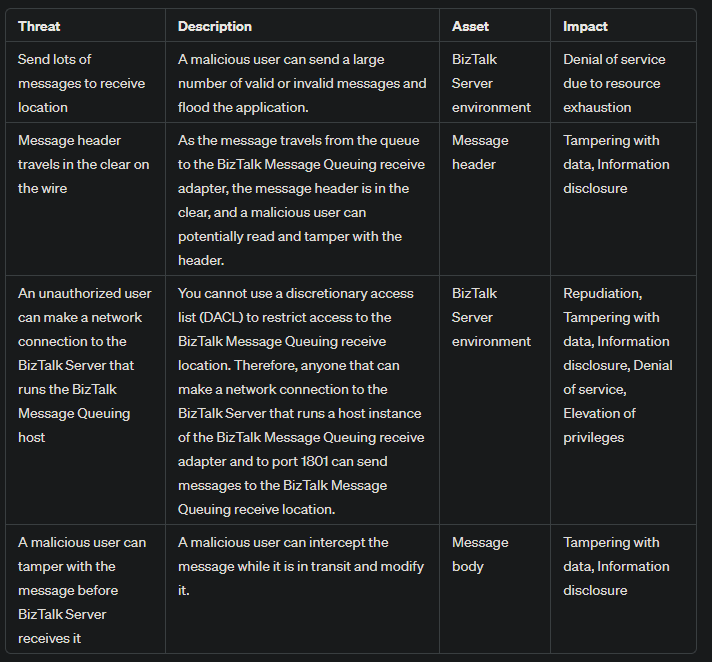 Threat Description Asset Impact
Send lots of
messages to receive
location
A malicious user can send a large
number of valid or invalid messages and
flood the application.
BizTalk
Server
environment
Denial of service
due to resource
exhaustion
Message header
travels in the clear on
the wire
As the message travels from the queue
to the BizTalk Message Queuing receive
adapter, the message header is in the
clear, and a malicious user can
potentially read and tamper with the
header.
Message
header
Tampering with
data, Information
disclosure
An unauthorized user
can make a network
connection to the
BizTalk Server that
runs the BizTalk
Message Queuing
host
You cannot use a discretionary access
list (DACL) to restrict access to the
BizTalk Message Queuing receive
location. Therefore, anyone that can
make a network connection to the
BizTalk Server that runs a host instance
of the BizTalk Message Queuing receive
adapter and to port 1801 can send
messages to the BizTalk Message
Queuing receive location.
BizTalk
Server
environment
Repudiation,
Tampering with
data, Information
disclosure, Denial
of service,
Elevation of
privileges
A malicious user can
tamper with the
message before
BizTalk Server
receives it
A malicious user can intercept the
message while it is in transit and modify
it.
Message
body
Tampering with
data, Information
disclosure